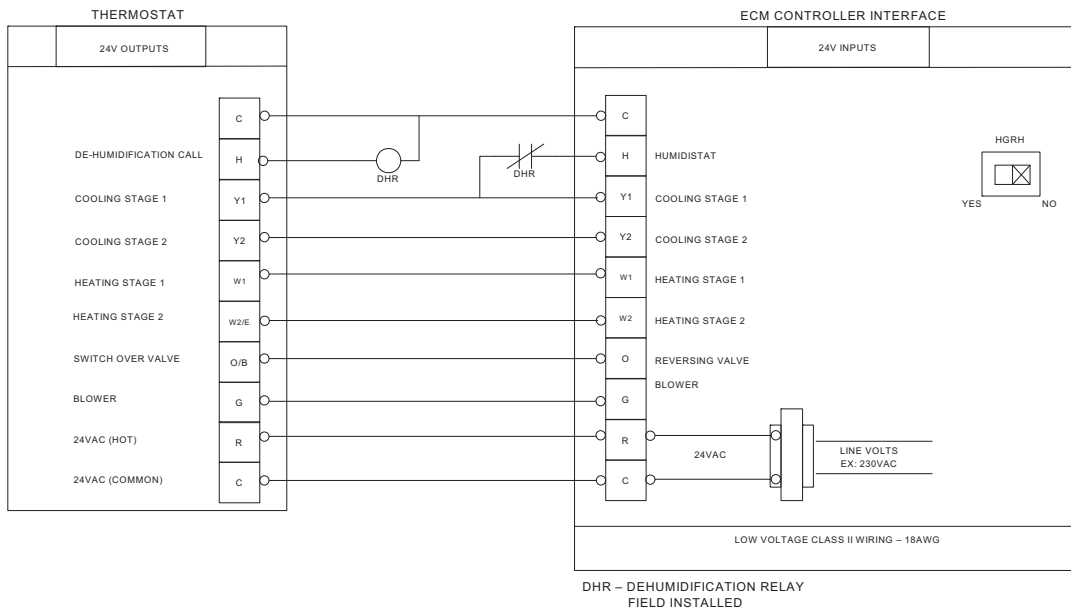 THERMOSTAT
24V OUTPUTS
C
DE-HUMIDIFICATION CALL
H
COOLING STAGE 1
Y1
COOLING STAGE 2
Y2
HEATING STAGE 1
W1
HEATING STAGE 2
W2/E
SWITCH OVER VALVE
O/B
BLOWER
G
24VAC (HOT)
R
24VAC (COMMON)
C
DHR
DHR
ECM CONTROLLER INTERFACE
24V INPUTS
C
H
HUMIDISTAT
Y1
COOLING STAGE 1
Y2
COOLING STAGE 2
W1
HEATING STAGE 1
W2
HEATING STAGE 2
O
REVERSING VALVE
BLOWER
G
R
C
24VAC
LINE VOLTS
EX: 230VAC
HGRH
YES
NO
LOW VOLTAGE CLASS II WIRING – 18AWG
DHR – DEHUMIDIFICATION RELAY
FIELD INSTALLED